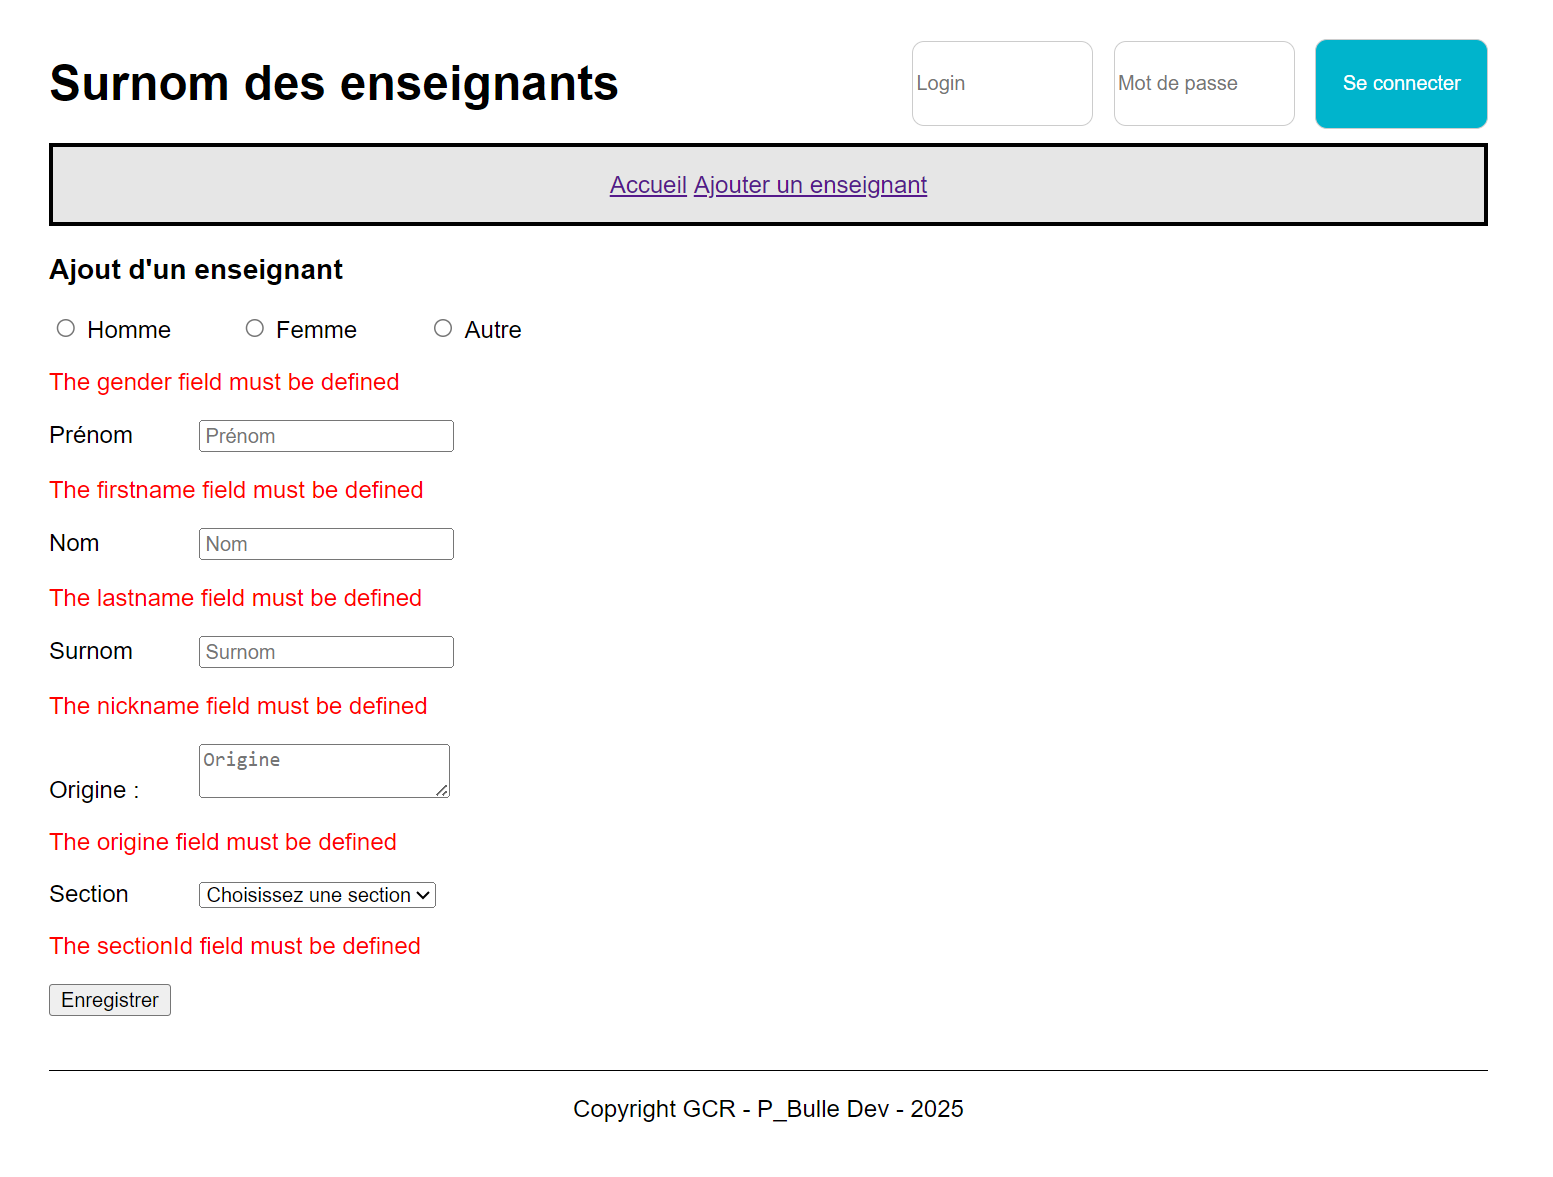 Surnom des enseignants
Login
Mot de passe
Se connecter
Accueil Ajouter un enseignant
Ajout d'un enseignant
Homme Femme Autre
The gender field must be defined
Prénom Prénom
The firstname field must be defined
Nom Nom
The lastname field must be defined
Surnom Surnom
The nickname field must be defined
Origine : Origine
The origine field must be defined
Section Choisissez une section
The sectionId field must be defined
Enregistrer
Copyright GCR - P_Bulle Dev - 2025